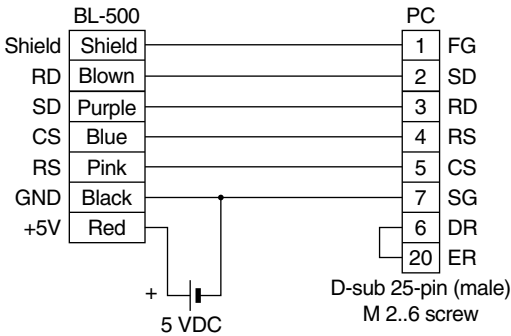 BL-500 PC
Shield Shield 1 FG
RD Blown 2 SD
SD Purple 3 RD
CS Blue 4 RS
RS Pink 5 CS
GND Black 7 SG
+5V Red 6 DR
20 ER
+
5 VDC
D-sub 25-pin (male)
M 2..6 screw